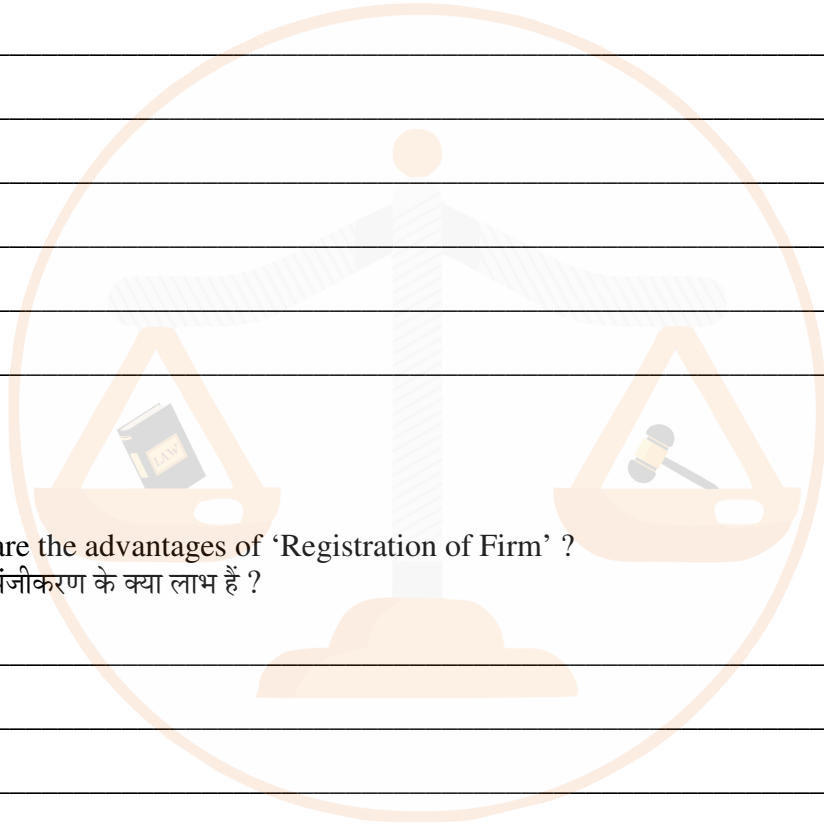 LAW
are the advantages of ‘Registration of Firm’ ?
पंजीकरण के क्या लाभ हैं ?